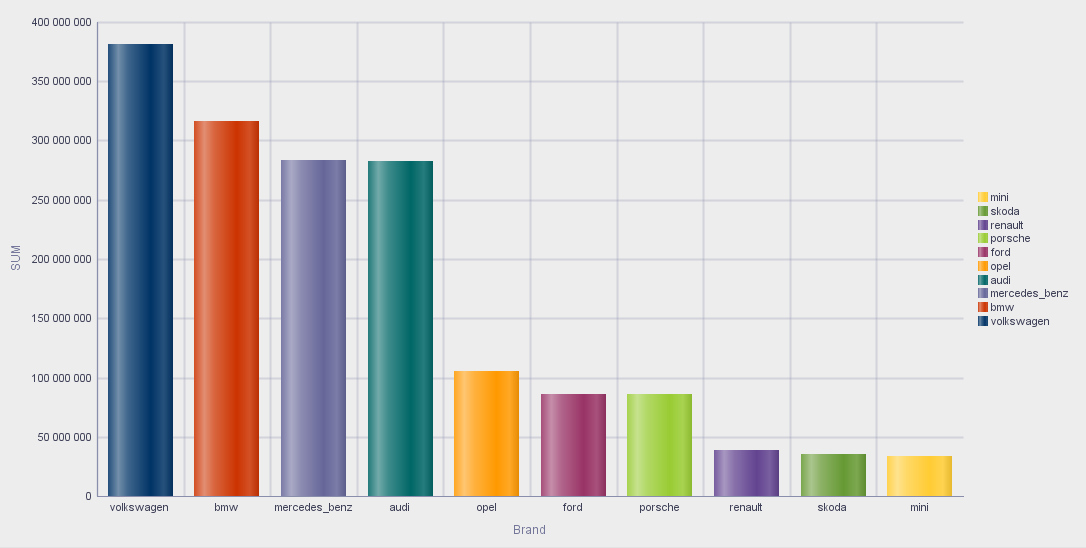 400 000 000
350 000 000
300 000 000
250 000 000
200 000 000
150 000 000
100 000 000
50 000 000
0
SUM
volkswagen bmw mercedes_benz audi opel ford porsche renault skoda mini
Brand
mini
skoda
renault
porsche
ford
opel
audi
mercedes_benz
bmw
volkswagen